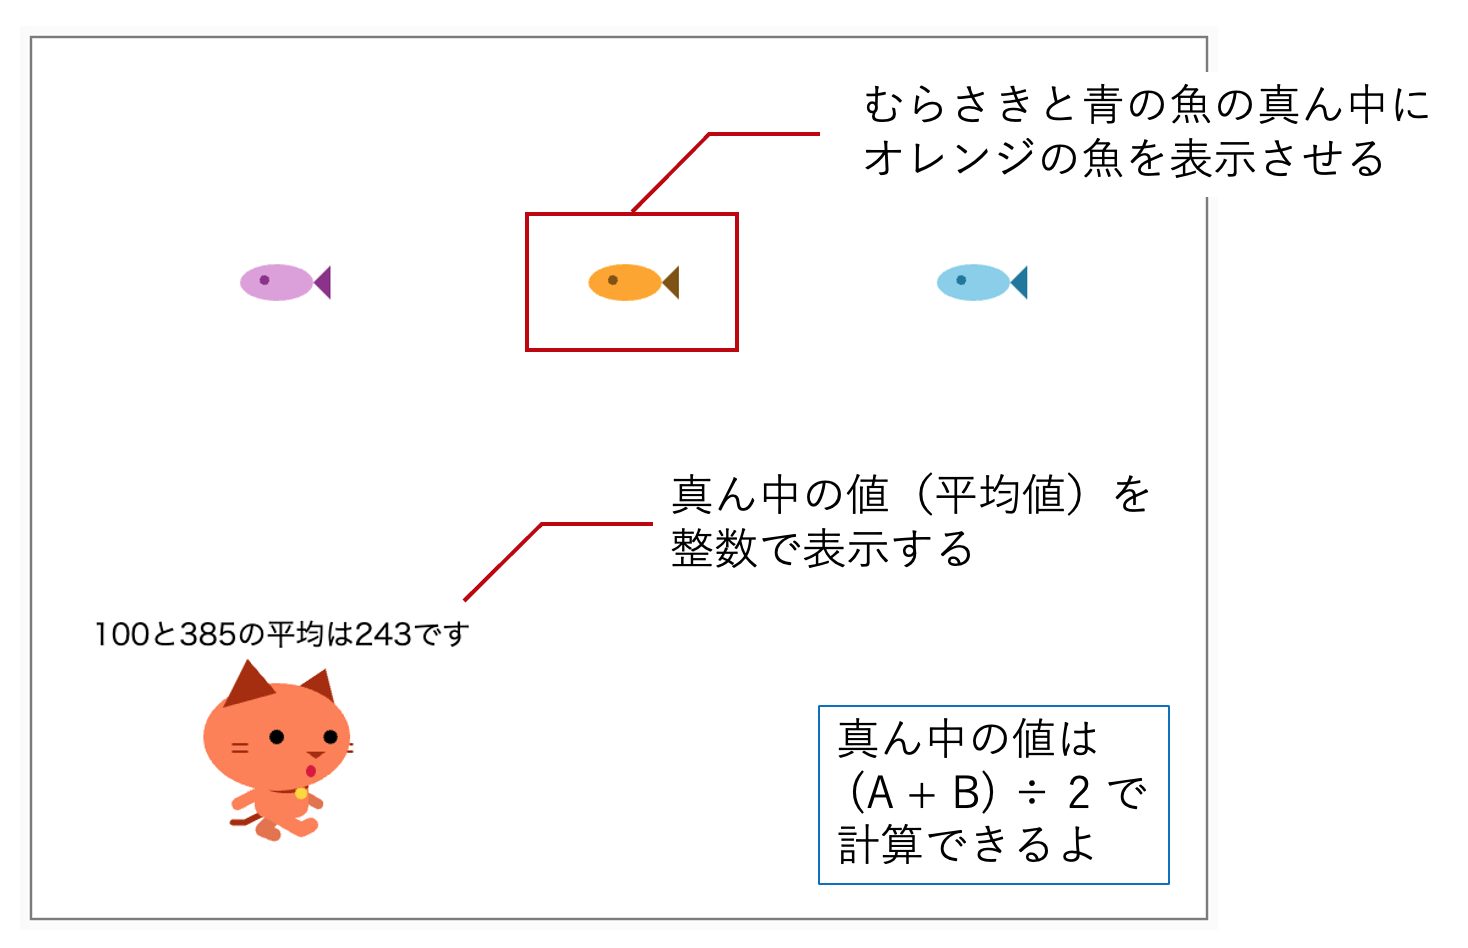 むらさきと青の魚の真ん中に
オレンジの魚を表示させる
真ん中の値（平均値）を
整数で表示する
100と385の平均は243です
真ん中の値は
(A + B) ÷ 2 で
計算できるよ